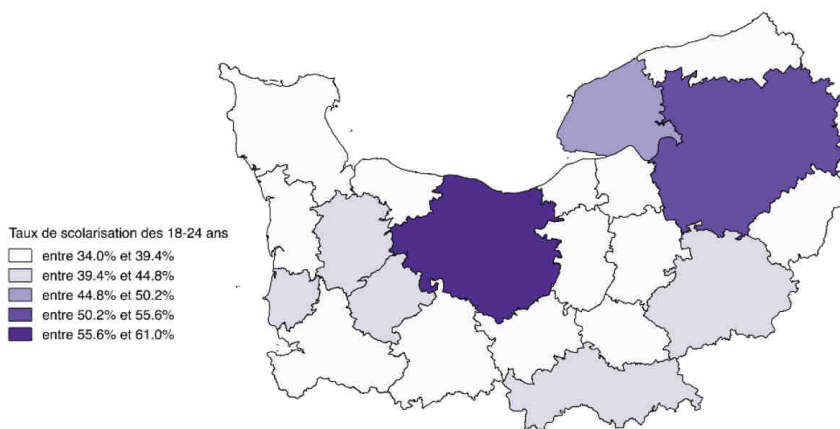 Taux de scolarisation des 18-24 ans
entre 34.0% et 39.4%
entre 39.4% et 44.8%
entre 44.8% et 50.2%
entre 50.2% et 55.6%
entre 55.6% et 61.0%